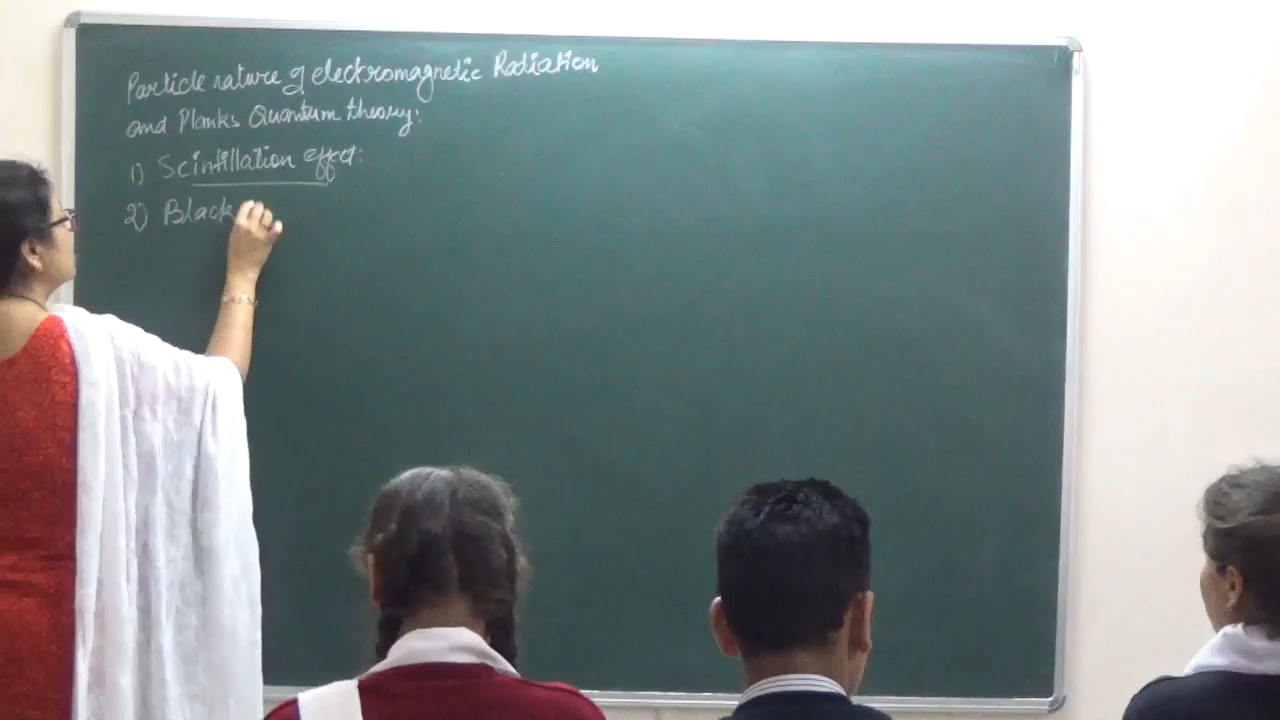 Particle nature of electromagnetic Radiation
and Planks Quantum theory:
1) Scintillation effect:
2) Black